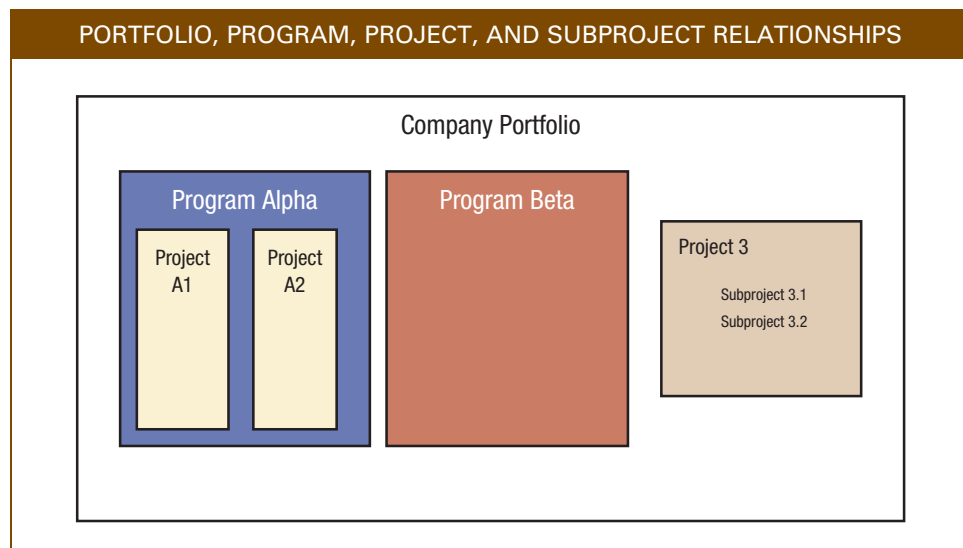 PORTFOLIO, PROGRAM, PROJECT, AND SUBPROJECT RELATIONSHIPS
Company Portfolio
Program Alpha
Project
A1
Project
A2
Program Beta
Project 3
Subproject 3.1
Subproject 3.2